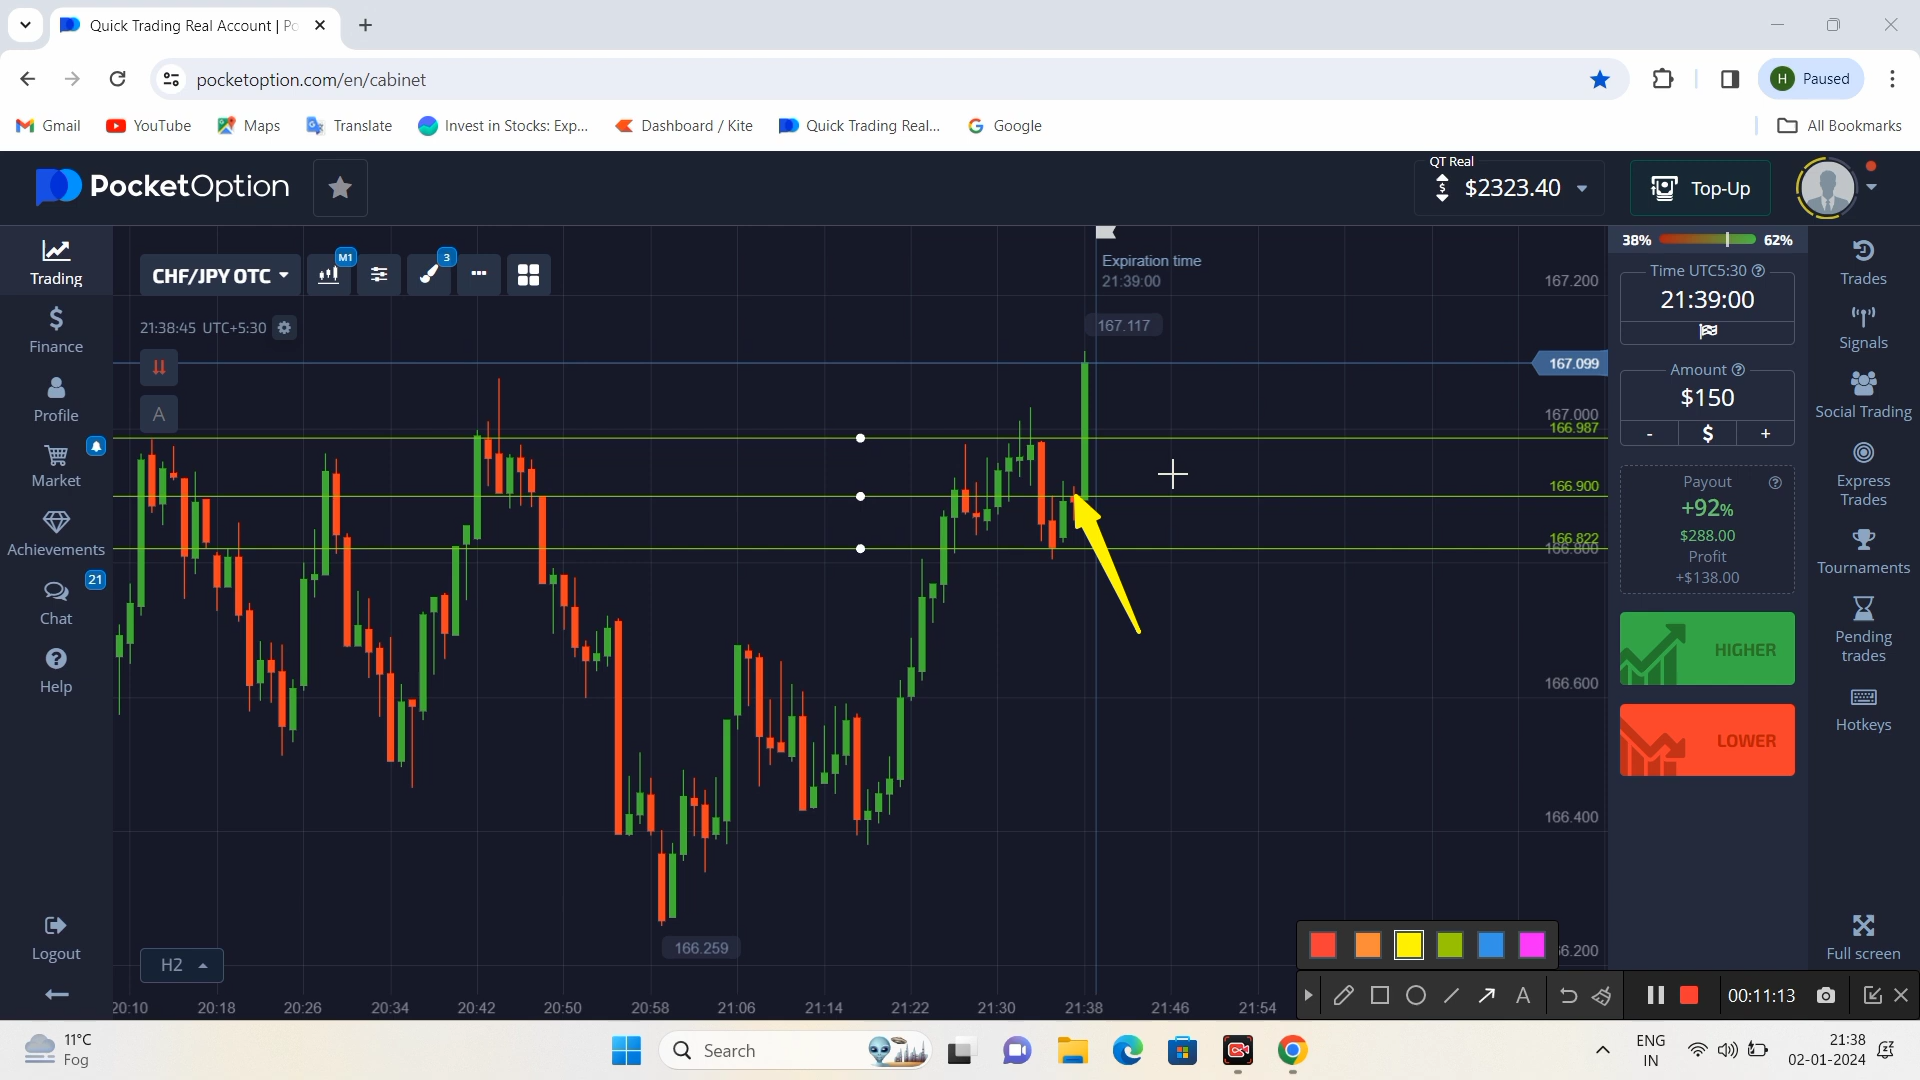 Quick Trading Real Account | Po
pocketoption.com/en/cabinet
H Paused
Gmail YouTube Maps Translate Invest in Stocks: Exp... Dashboard / Kite Quick Trading Real... Google All Bookmarks
PocketOption
QT Real
$2323.40
Top-Up
Trading
Finance
Profile
Market
Achievements
21
Chat
Help
Logout
CHF/JPY OTC
M1
3
21:38:45 UTC+5:30
A
Expiration time
21:39:00
167.117
167.200
167.099
167.000
166.987
166.900
166.822
166.800
166.600
166.400
6.200
166.259
H2
20:10 20:18 20:26 20:34 20:42 20:50 20:58 21:06 21:14 21:22 21:30 21:38 21:46 21:54
38% 62%
Time UTC5:30
21:39:00
Amount
$150
- $ +
Payout
+92%
$288.00
Profit
+$138.00
HIGHER
LOWER
Trades
Signals
Social Trading
Express
Trades
Tournaments
Pending
trades
Hotkeys
Full screen
A
00:11:13
11°C
Fog
Search
ENG
IN
21:38
02-01-2024